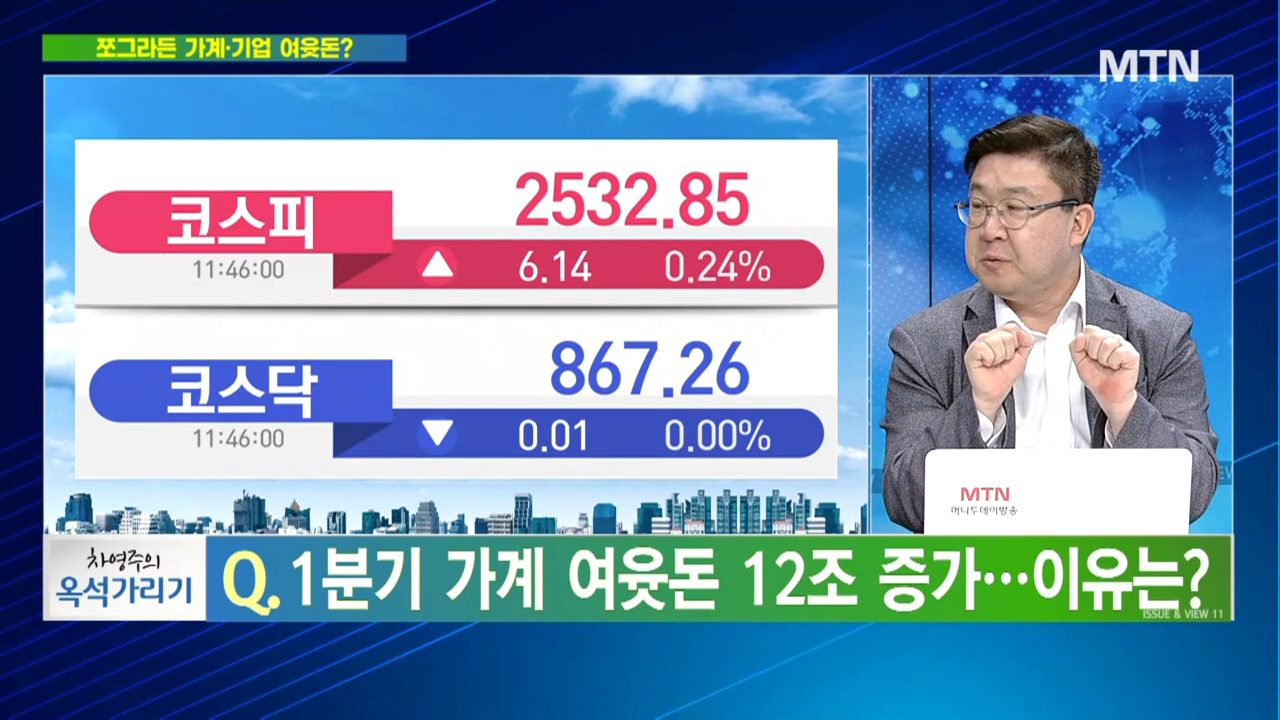 쪼그라든 가계·기업 여윳돈?
MTN
코스피
2532.85
11:46:00
▲ 6.14 0.24%
코스닥
867.26
11:46:00
▼ 0.01 0.00%
MTN
머니투데이방송
차영주의
옥석가리기
Q. 1분기 가계 여윳돈 12조 증가…이유는?
ISSUE & VIEW 11